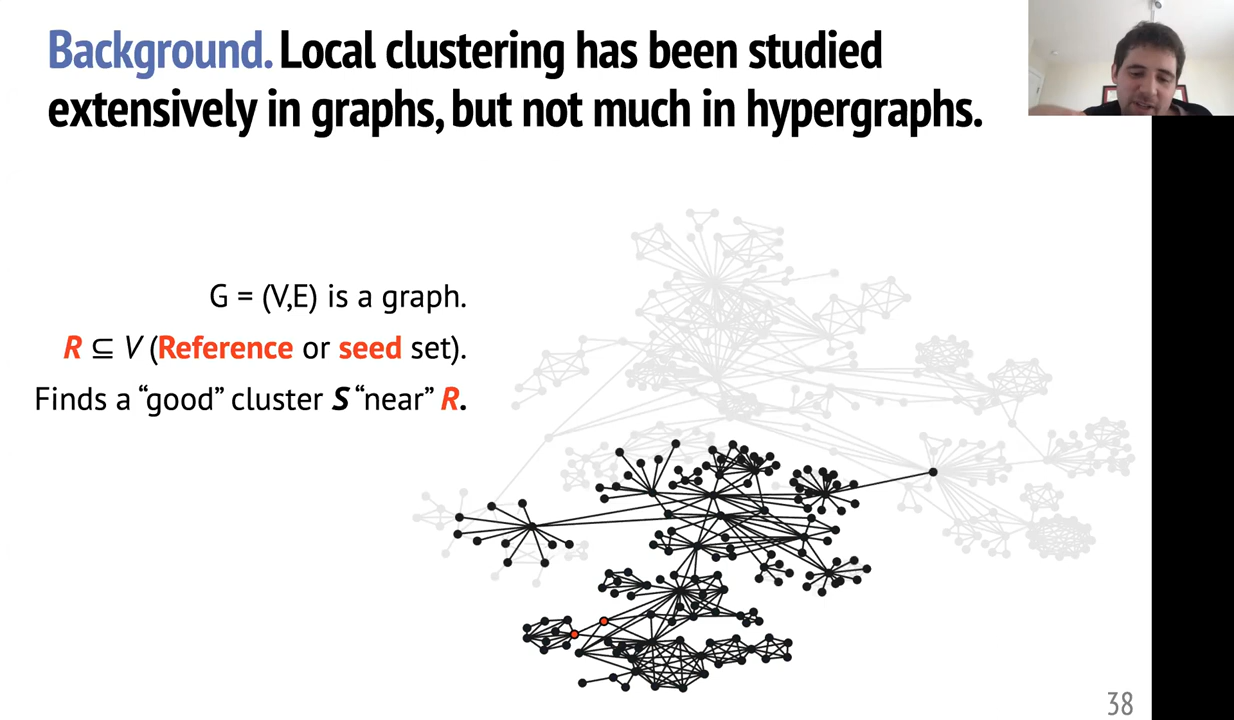 Background. Local clustering has been studied
extensively in graphs, but not much in hypergraphs.
G = (V,E) is a graph.
R ⊆ V (Reference or seed set).
Finds a “good” cluster S “near” R.
38